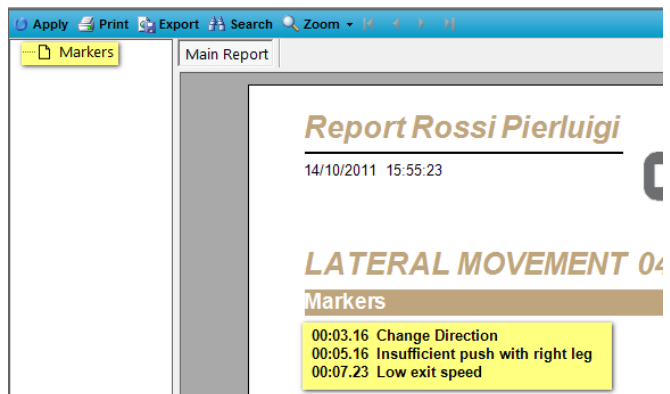 Apply Print Export Search Zoom
Markers
Main Report
Report Rossi Pierluigi
14/10/2011 15:55:23
LATERAL MOVEMENT 04
Markers
00:03.16 Change Direction
00:05.16 Insufficient push with right leg
00:07.23 Low exit speed